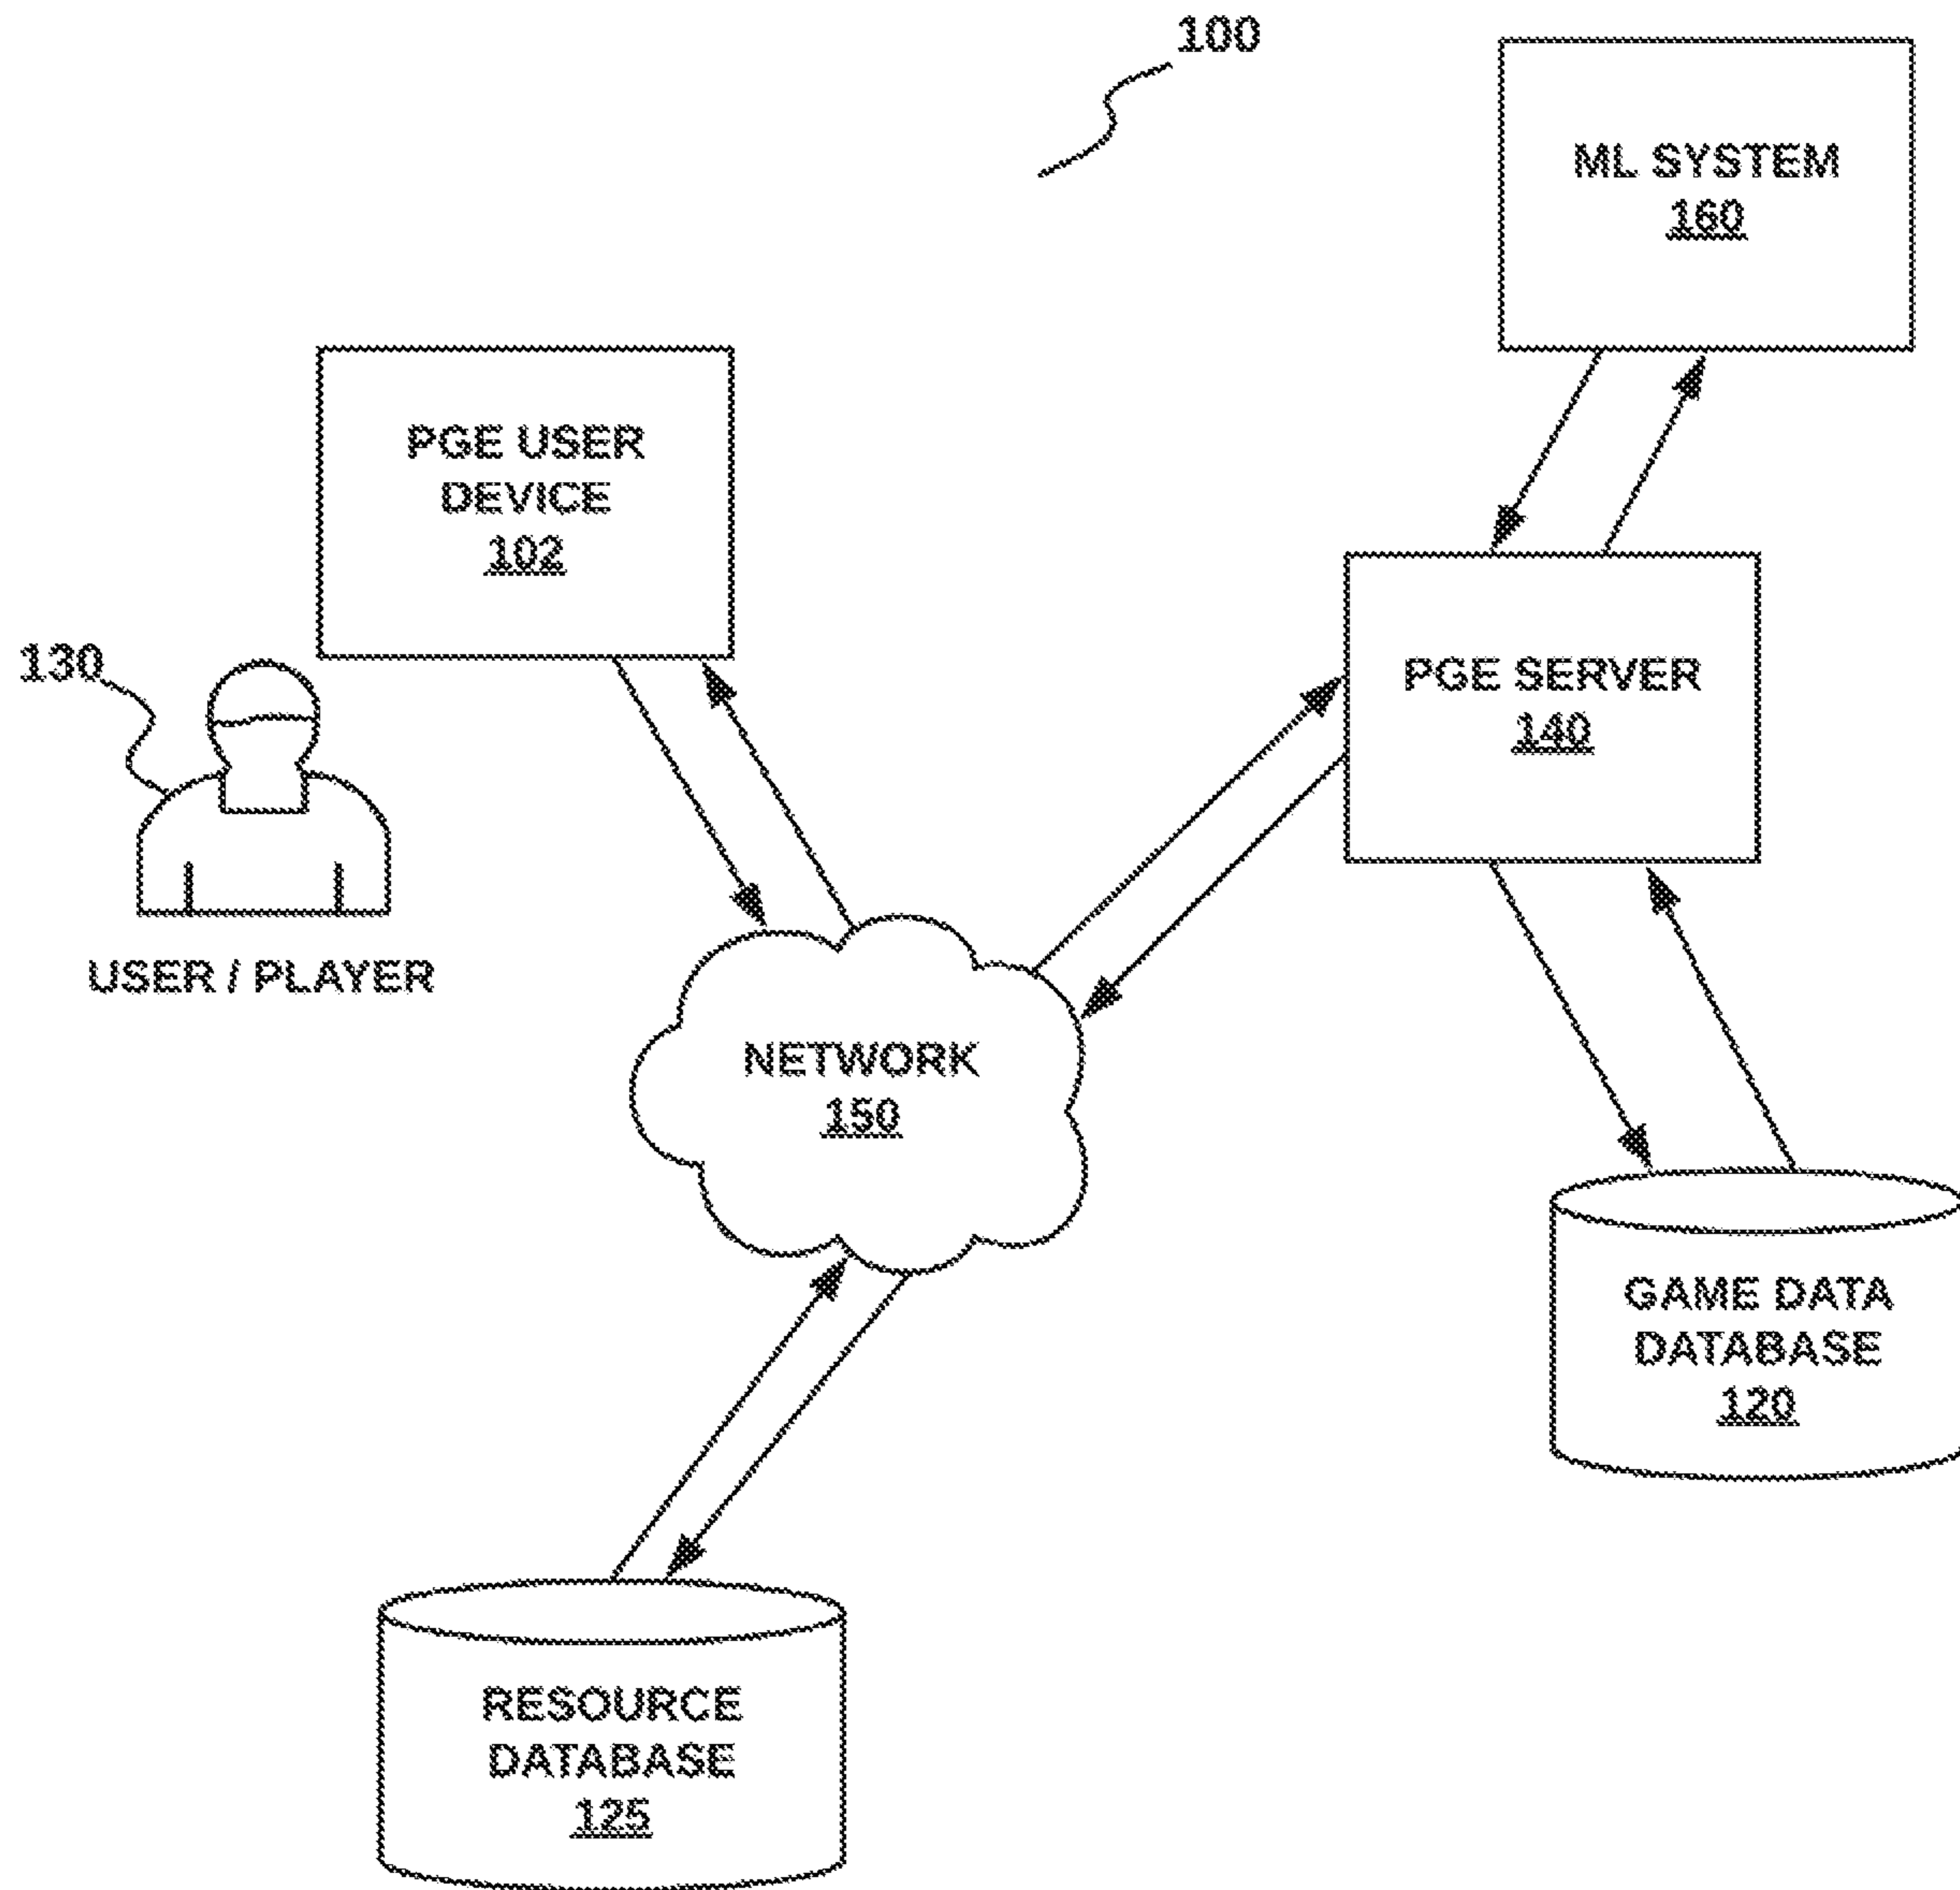 100
ML SYSTEM
160
PGE USER
DEVICE
102
130
USER / PLAYER
PGE SERVER
140
NETWORK
150
GAME DATA
DATABASE
120
RESOURCE
DATABASE
125